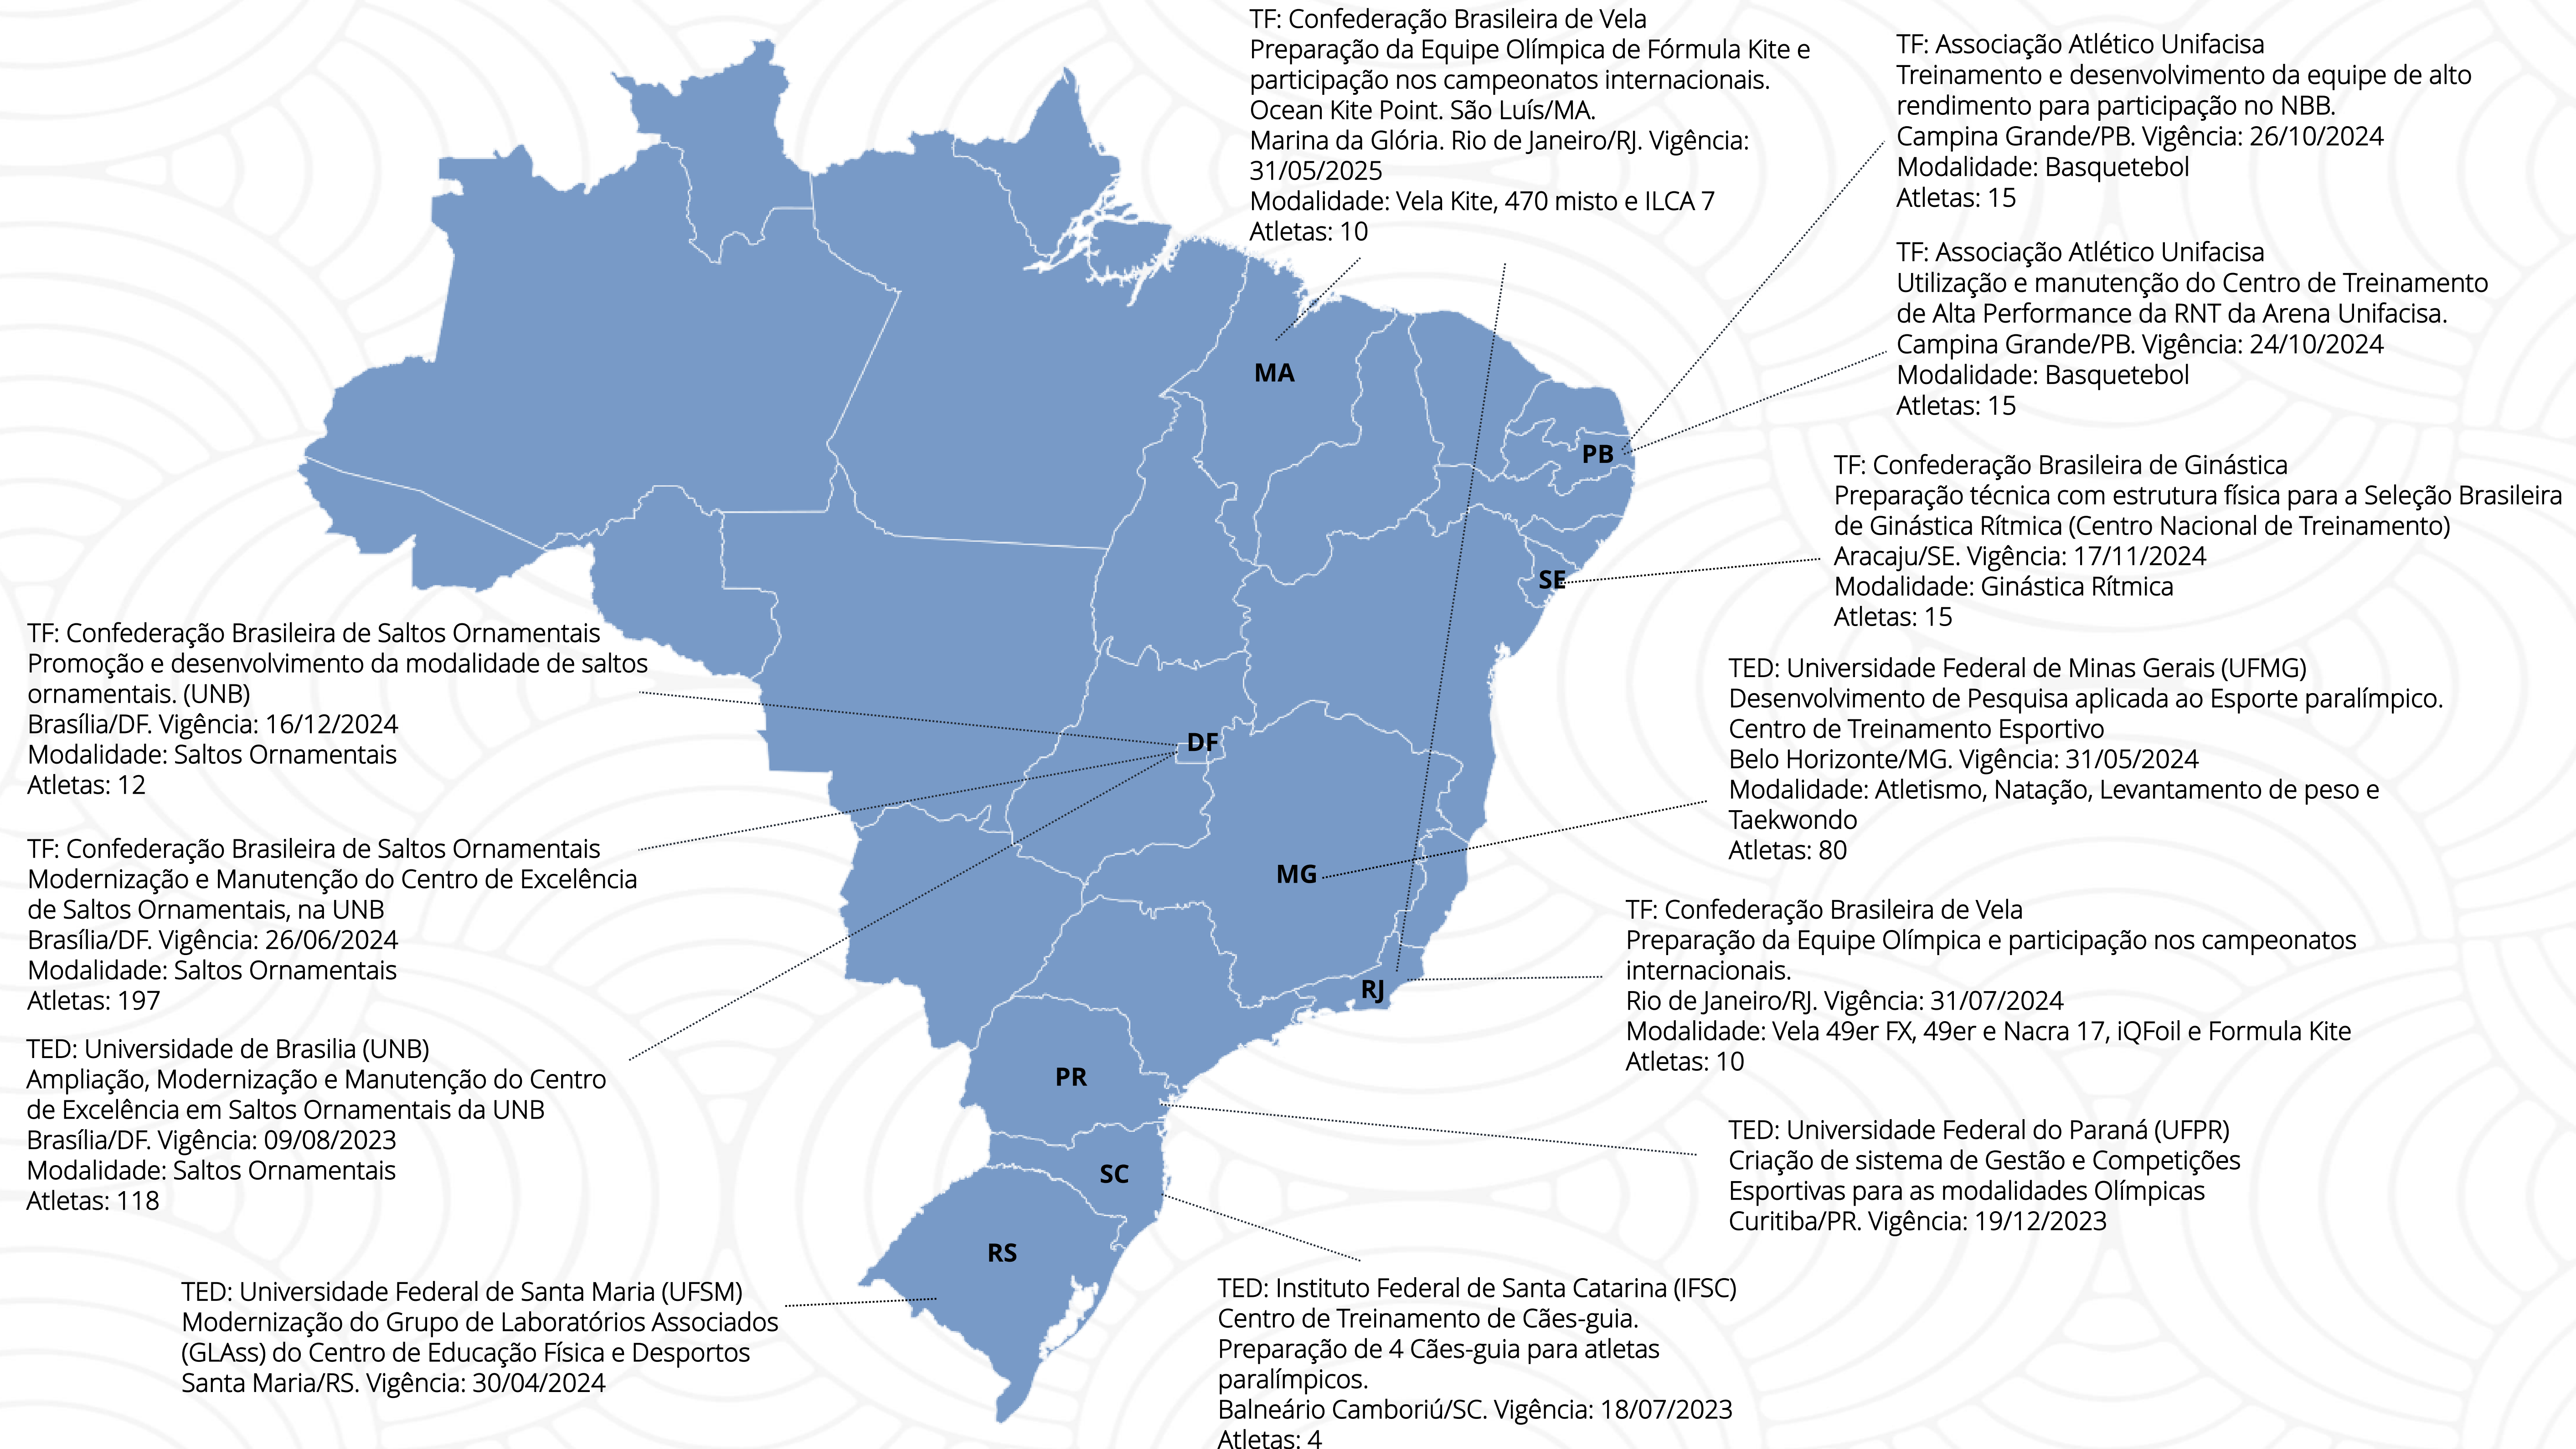 TF: Confederação Brasileira de Vela
Preparação da Equipe Olímpica de Fórmula Kite e
participação nos campeonatos internacionais.
Ocean Kite Point. São Luís/MA.
Marina da Glória. Rio de Janeiro/RJ. Vigência:
31/05/2025
Modalidade: Vela Kite, 470 misto e ILCA 7
Atletas: 10
TF: Associação Atlético Unifacisa
Treinamento e desenvolvimento da equipe de alto
rendimento para participação no NBB.
Campina Grande/PB. Vigência: 26/10/2024
Modalidade: Basquetebol
Atletas: 15
TF: Associação Atlético Unifacisa
Utilização e manutenção do Centro de Treinamento
de Alta Performance da RNT da Arena Unifacisa.
Campina Grande/PB. Vigência: 24/10/2024
Modalidade: Basquetebol
Atletas: 15
TF: Confederação Brasileira de Ginástica
Preparação técnica com estrutura física para a Seleção Brasileira
de Ginástica Rítmica (Centro Nacional de Treinamento)
Aracaju/SE. Vigência: 17/11/2024
Modalidade: Ginástica Rítmica
Atletas: 15
TED: Universidade Federal de Minas Gerais (UFMG)
Desenvolvimento de Pesquisa aplicada ao Esporte paralímpico.
Centro de Treinamento Esportivo
Belo Horizonte/MG. Vigência: 31/05/2024
Modalidade: Atletismo, Natação, Levantamento de peso e
Taekwondo
Atletas: 80
TF: Confederação Brasileira de Vela
Preparação da Equipe Olímpica e participação nos campeonatos
internacionais.
Rio de Janeiro/RJ. Vigência: 31/07/2024
Modalidade: Vela 49er FX, 49er e Nacra 17, iQFoil e Formula Kite
Atletas: 10
TED: Universidade Federal do Paraná (UFPR)
Criação de sistema de Gestão e Competições
Esportivas para as modalidades Olímpicas
Curitiba/PR. Vigência: 19/12/2023
TED: Instituto Federal de Santa Catarina (IFSC)
Centro de Treinamento de Cães-guia.
Preparação de 4 Cães-guia para atletas
paralímpicos.
Balneário Camboriú/SC. Vigência: 18/07/2023
Atletas: 4
TF: Confederação Brasileira de Saltos Ornamentais
Promoção e desenvolvimento da modalidade de saltos
ornamentais. (UNB)
Brasília/DF. Vigência: 16/12/2024
Modalidade: Saltos Ornamentais
Atletas: 12
TF: Confederação Brasileira de Saltos Ornamentais
Modernização e Manutenção do Centro de Excelência
de Saltos Ornamentais, na UNB
Brasília/DF. Vigência: 26/06/2024
Modalidade: Saltos Ornamentais
Atletas: 197
TED: Universidade de Brasilia (UNB)
Ampliação, Modernização e Manutenção do Centro
de Excelência em Saltos Ornamentais da UNB
Brasília/DF. Vigência: 09/08/2023
Modalidade: Saltos Ornamentais
Atletas: 118
TED: Universidade Federal de Santa Maria (UFSM)
Modernização do Grupo de Laboratórios Associados
(GLAss) do Centro de Educação Física e Desportos
Santa Maria/RS. Vigência: 30/04/2024
MA
PB
SE
DF
MG
RJ
PR
SC
RS